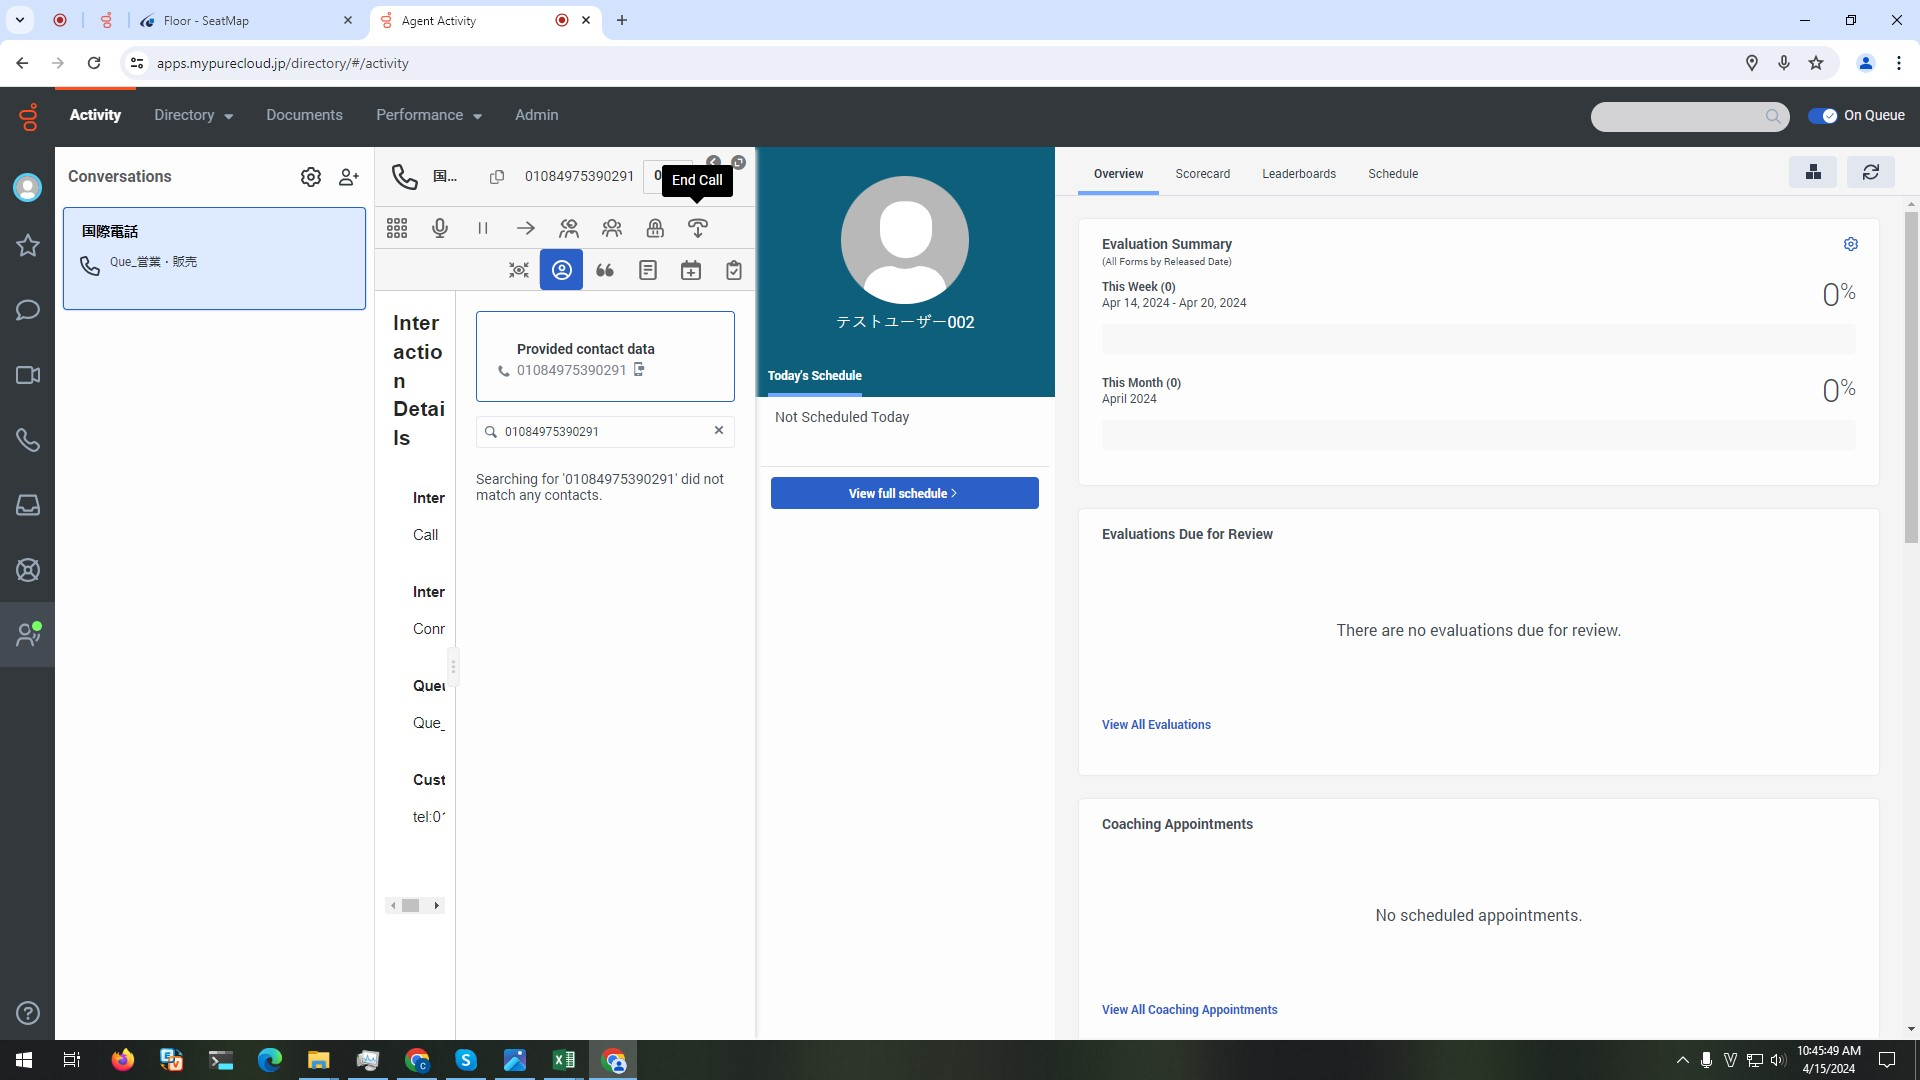 Floor - SeatMap
Agent Activity
apps.mypurecloud.jp/directory/#/activity
Activity
Directory
Documents
Performance
Admin
On Queue
Conversations
国際電話
Que_営業・販売
国...
01084975390291
0
End Call
Interaction Details
Inter
Call
Inter
Conr
Queu
Que_
Cust
tel:01
Provided contact data
01084975390291
01084975390291
Searching for '01084975390291' did not
match any contacts.
テストユーザー002
Today's Schedule
Not Scheduled Today
View full schedule
Overview
Scorecard
Leaderboards
Schedule
Evaluation Summary
(All Forms by Released Date)
This Week (0)
Apr 14, 2024 - Apr 20, 2024
0%
This Month (0)
April 2024
0%
Evaluations Due for Review
There are no evaluations due for review.
View All Evaluations
Coaching Appointments
No scheduled appointments.
View All Coaching Appointments
10:45:49 AM
4/15/2024